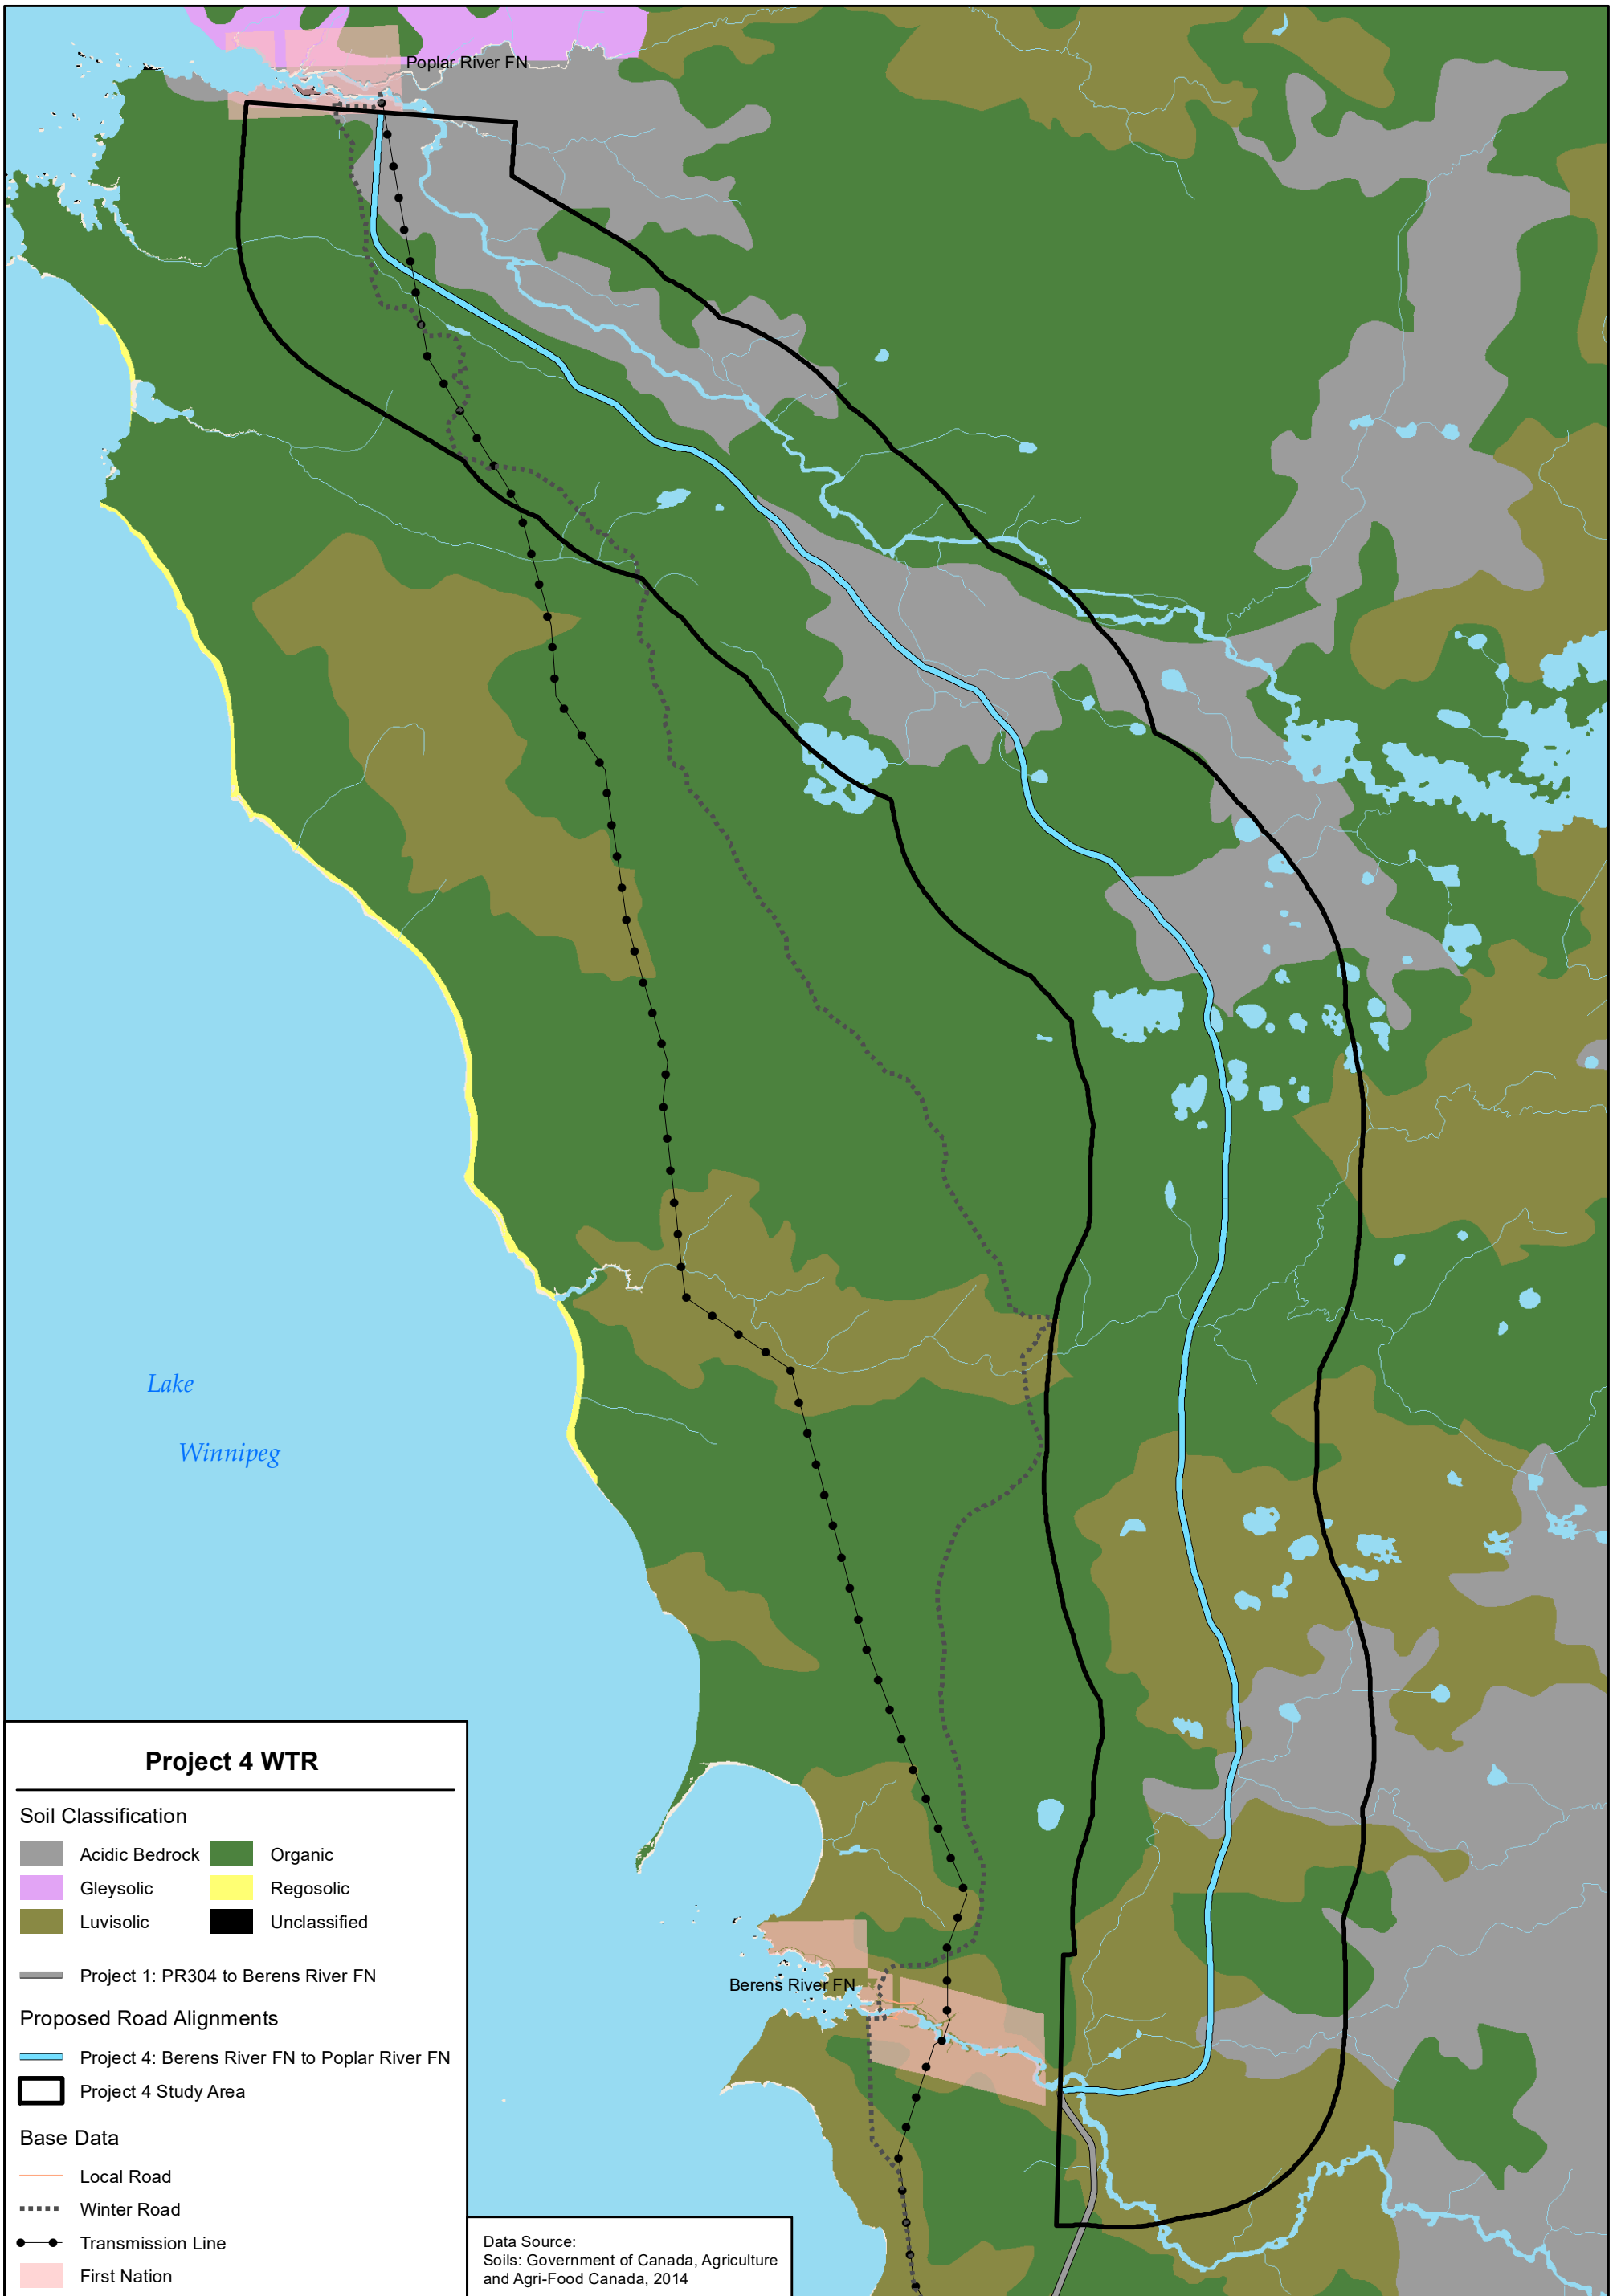 Poplar River FN
Lake
Winnipeg
Berens River FN
Project 4 WTR
Soil Classification
Acidic Bedrock
Organic
Gleysolic
Regosolic
Luvisolic
Unclassified
Project 1: PR304 to Berens River FN
Proposed Road Alignments
Project 4: Berens River FN to Poplar River FN
Project 4 Study Area
Base Data
Local Road
Winter Road
Transmission Line
First Nation
Data Source:
Soils: Government of Canada, Agriculture
and Agri-Food Canada, 2014